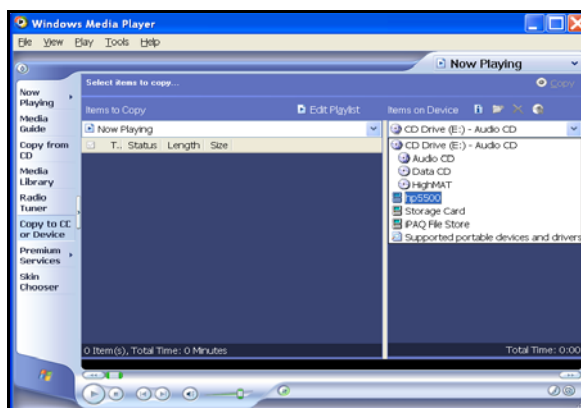 Windows Media Player
File View Play Tools Help
Now Playing
Select items to copy...
Copy
Now Playing
Media Guide
Copy from CD
Media Library
Radio Tuner
Copy to CD or Device
Premium Services
Skin Chooser
Items to Copy
Edit Playlist
Items on Device
Now Playing
CD Drive (E:) - Audio CD
T.. Status Length Size
CD Drive (E:) - Audio CD
Audio CD
Data CD
HighMAT
hp5500
Storage Card
iPAQ File Store
Supported portable devices and drivers
0 Item(s), Total Time: 0 Minutes
Total Time: 0:00